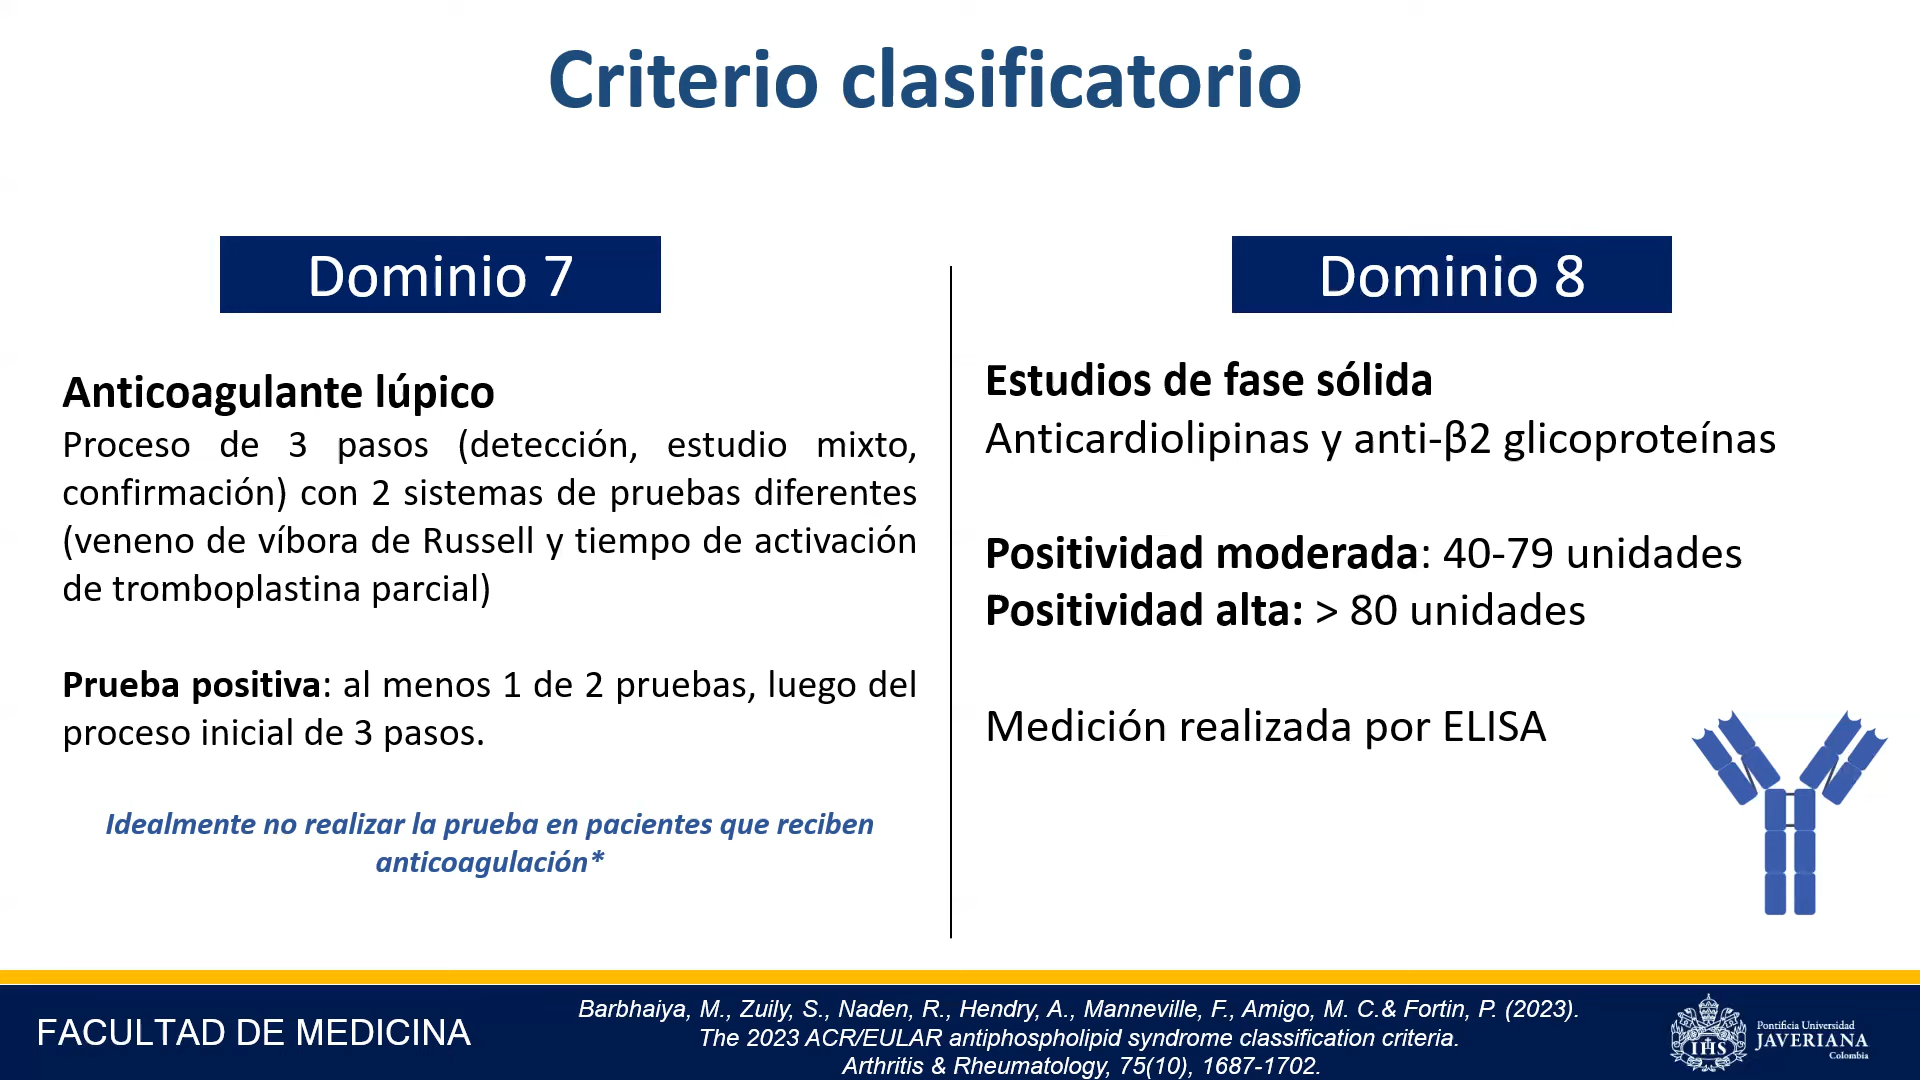 Criterio clasificatorio
Dominio 7
Anticoagulante lúpico
Proceso de 3 pasos (detección, estudio mixto,
confirmación) con 2 sistemas de pruebas diferentes
(veneno de víbora de Russell y tiempo de activación
de tromboplastina parcial)
Prueba positiva: al menos 1 de 2 pruebas, luego del
proceso inicial de 3 pasos.
Idealmente no realizar la prueba en pacientes que reciben
anticoagulación*
Dominio 8
Estudios de fase sólida
Anticardiolipinas y anti-β2 glicoproteínas
Positividad moderada: 40-79 unidades
Positividad alta: > 80 unidades
Medición realizada por ELISA
FACULTAD DE MEDICINA
Barbhaiya, M., Zuily, S., Naden, R., Hendry, A., Manneville, F., Amigo, M. C.& Fortin, P. (2023).
The 2023 ACR/EULAR antiphospholipid syndrome classification criteria.
Arthritis & Rheumatology, 75(10), 1687-1702.
IHS
Pontificia Universidad
JAVERIANA
Colombia